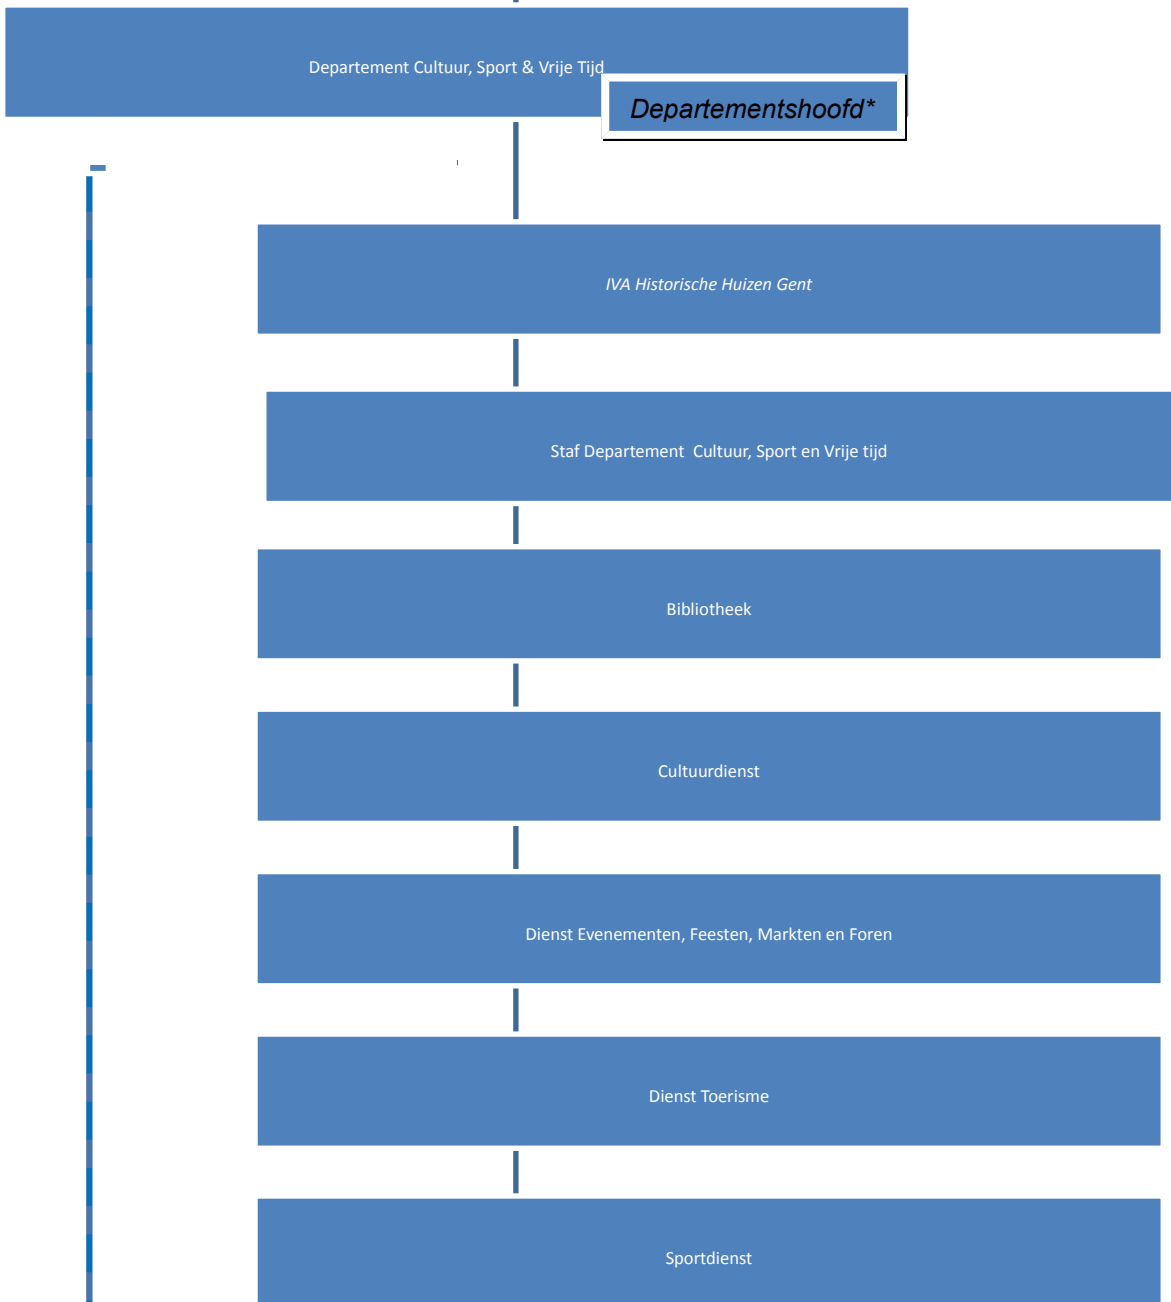 Departement Cultuur, Sport & Vrije Tijd
Departementshoofd*
IVA Historische Huizen Gent
Staf Departement  Cultuur, Sport en Vrije tijd
Bibliotheek
Cultuurdienst
Dienst Evenementen, Feesten, Markten en Foren
Dienst Toerisme
Sportdienst